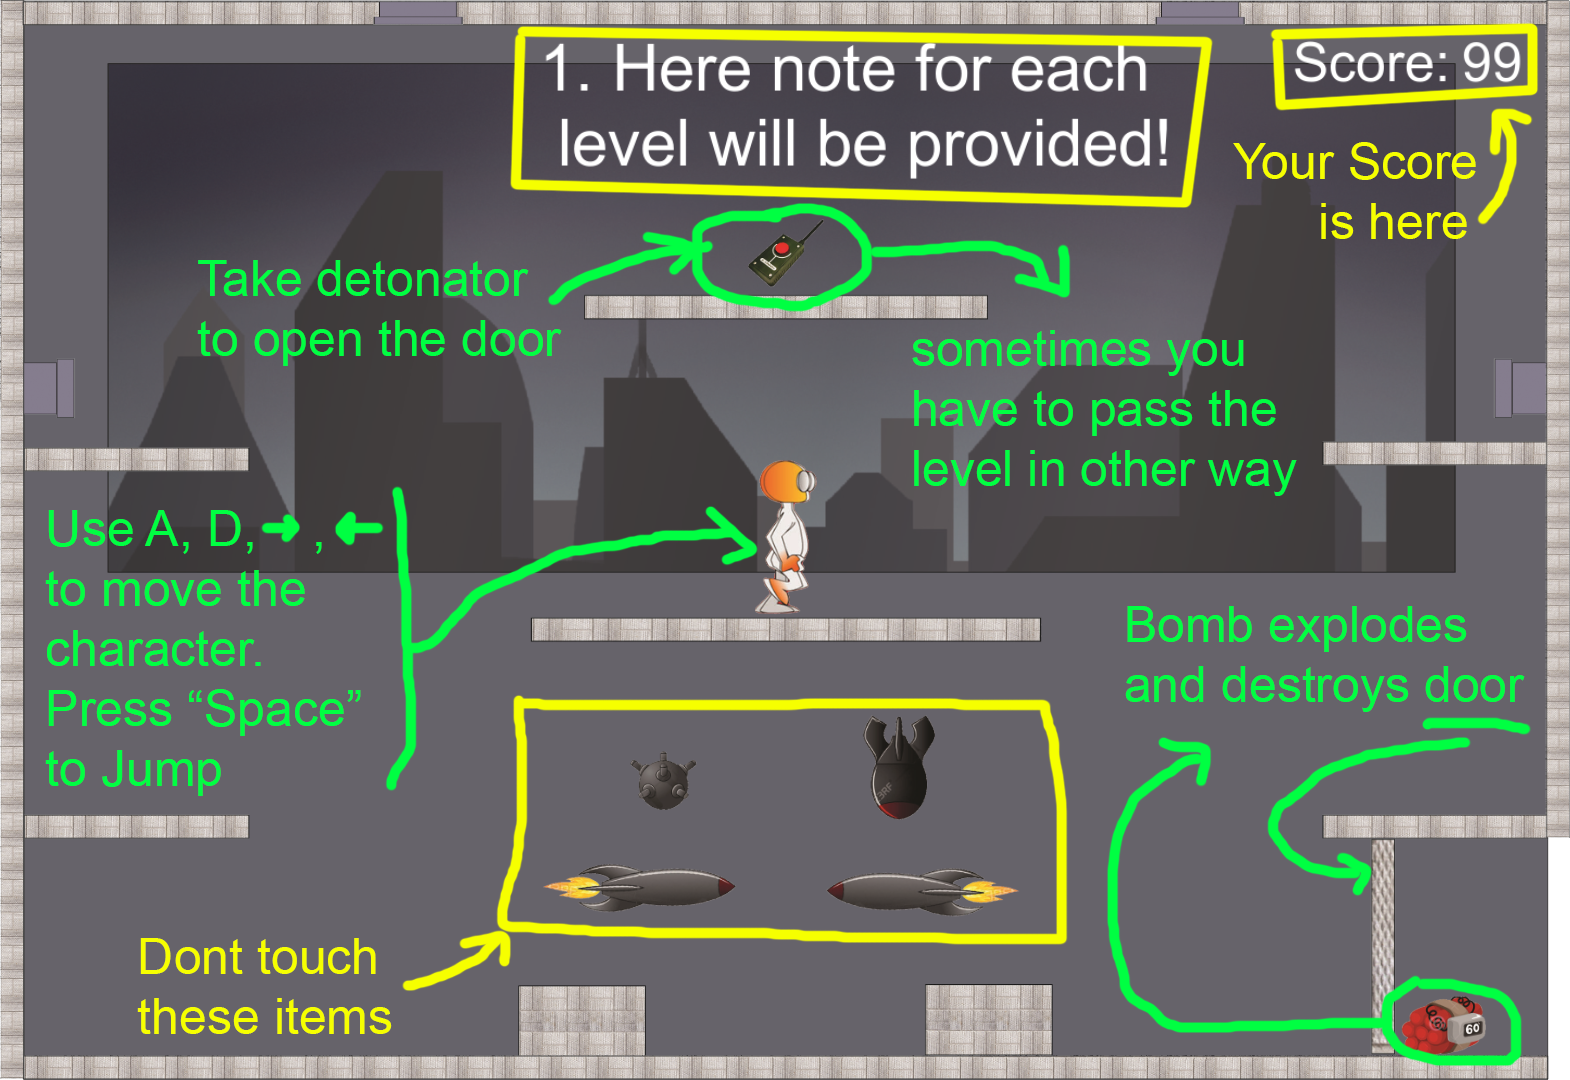 1. Here note for each
level will be provided!
Score: 99
Your Score
is here
Take detonator
to open the door
sometimes you
have to pass the
level in other way
Use A, D, → , ←
to move the
character.
Press “Space”
to Jump
Bomb explodes
and destroys door
Dont touch
these items
60